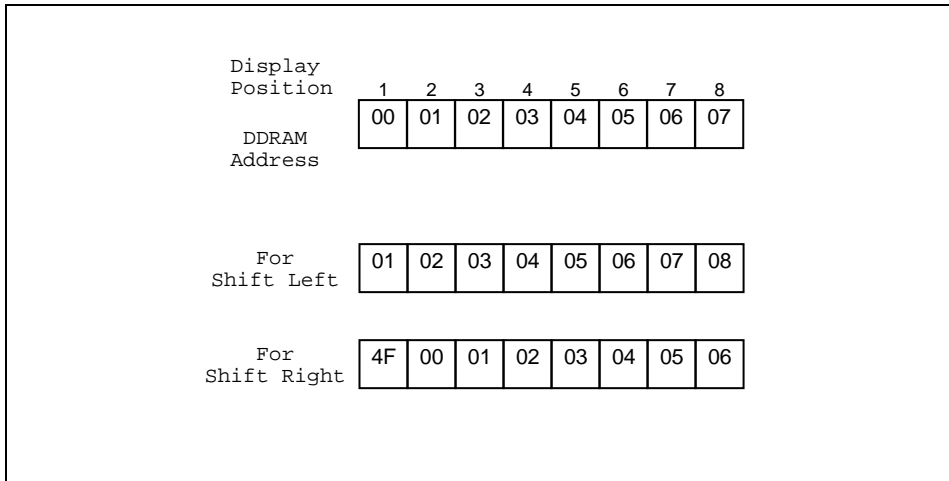 Display
Position 1 2 3 4 5 6 7 8
00 01 02 03 04 05 06 07
DDRAM
Address
For
Shift Left
01 02 03 04 05 06 07 08
For
Shift Right
4F 00 01 02 03 04 05 06